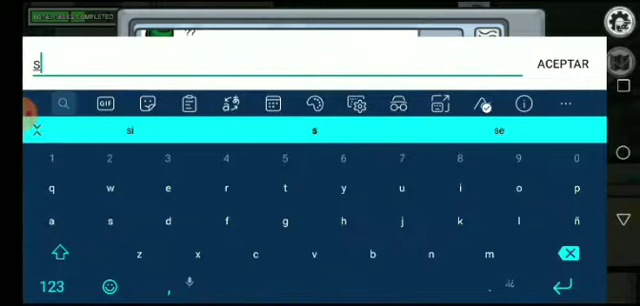 TOTAL TASKS COMPLETED
s
ACEPTAR
GIF
si s se
1 2 3 4 5 6 7 8 9 0
q w e r t y u i o p
a s d f g h j k l ñ
z x c v b n m
123 , .